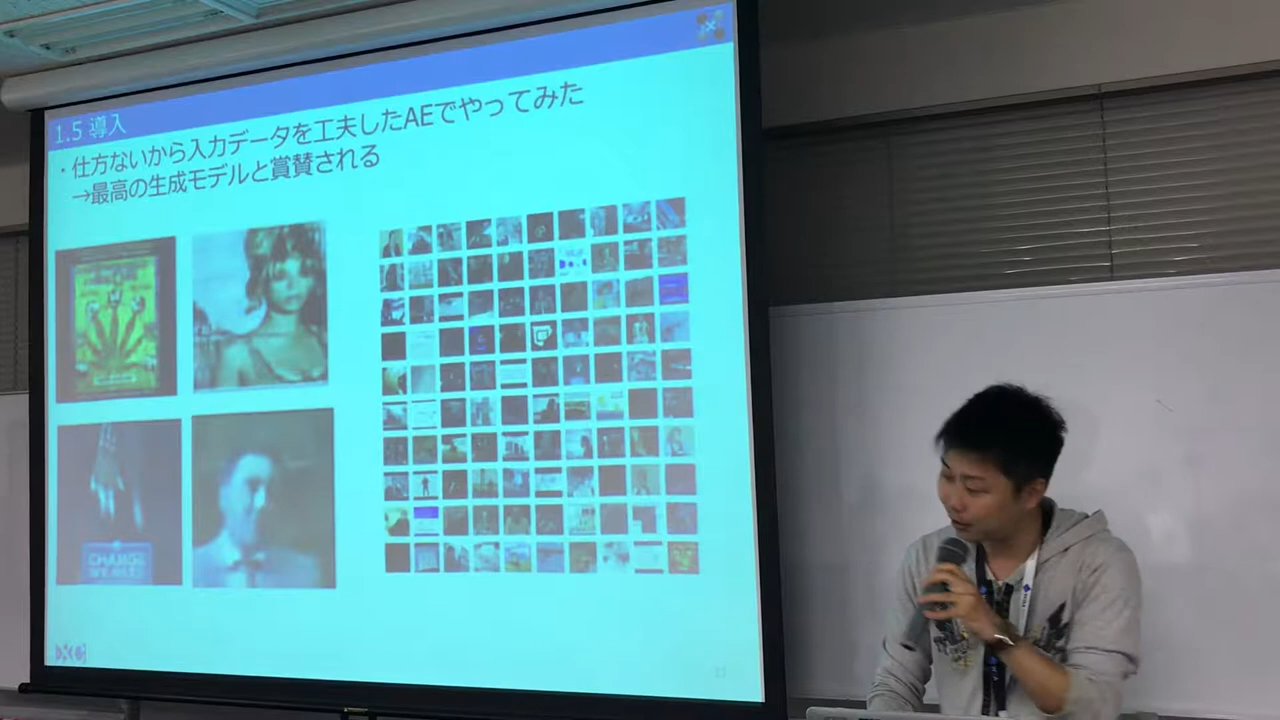 1.5 導入
・仕方ないから入力データを工夫したAEでやってみた
→最高の生成モデルと賞賛される